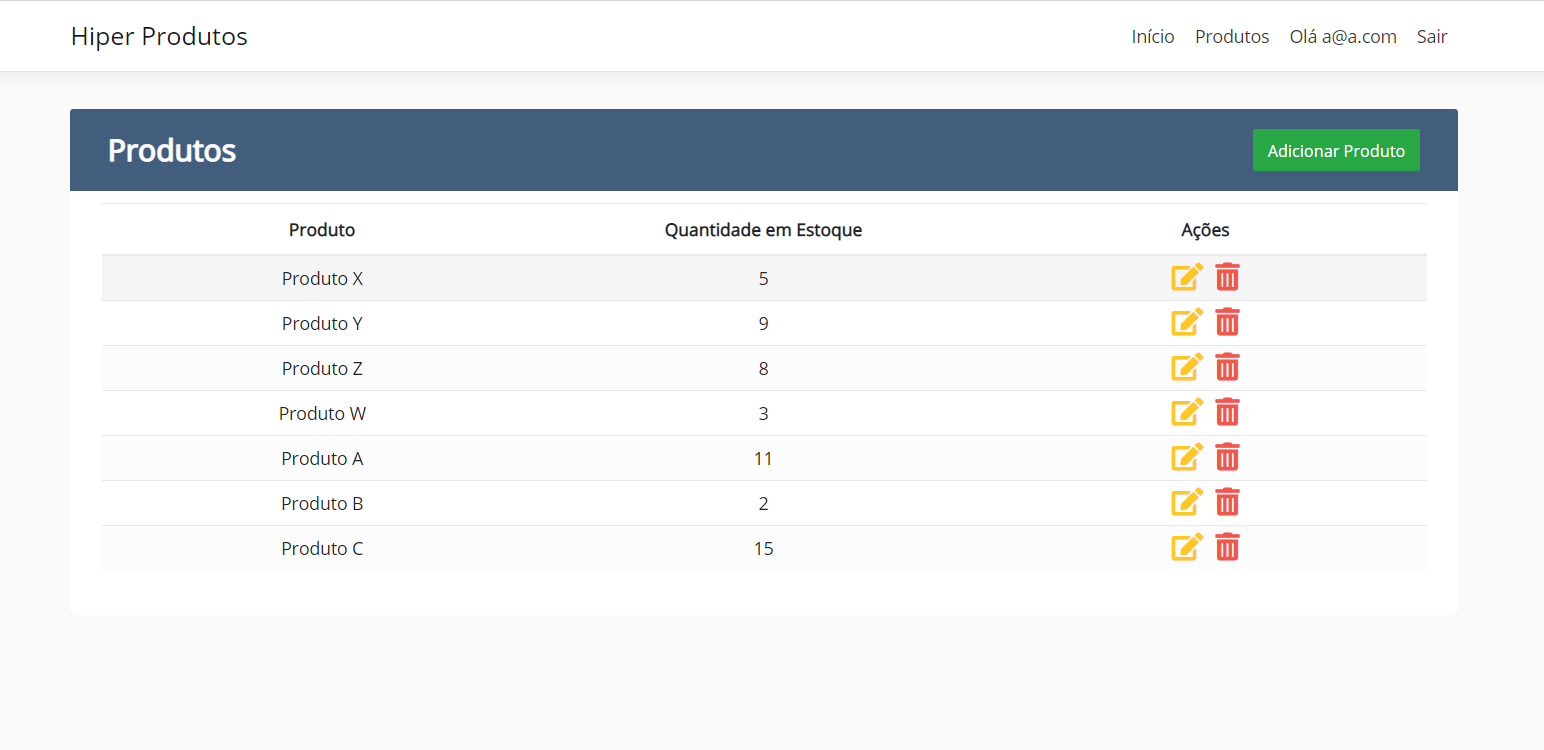 Hiper Produtos Início Produtos Olá a@a.com Sair
Produtos Adicionar Produto
Produto Quantidade em Estoque Ações
Produto X 5
Produto Y 9
Produto Z 8
Produto W 3
Produto A 11
Produto B 2
Produto C 15